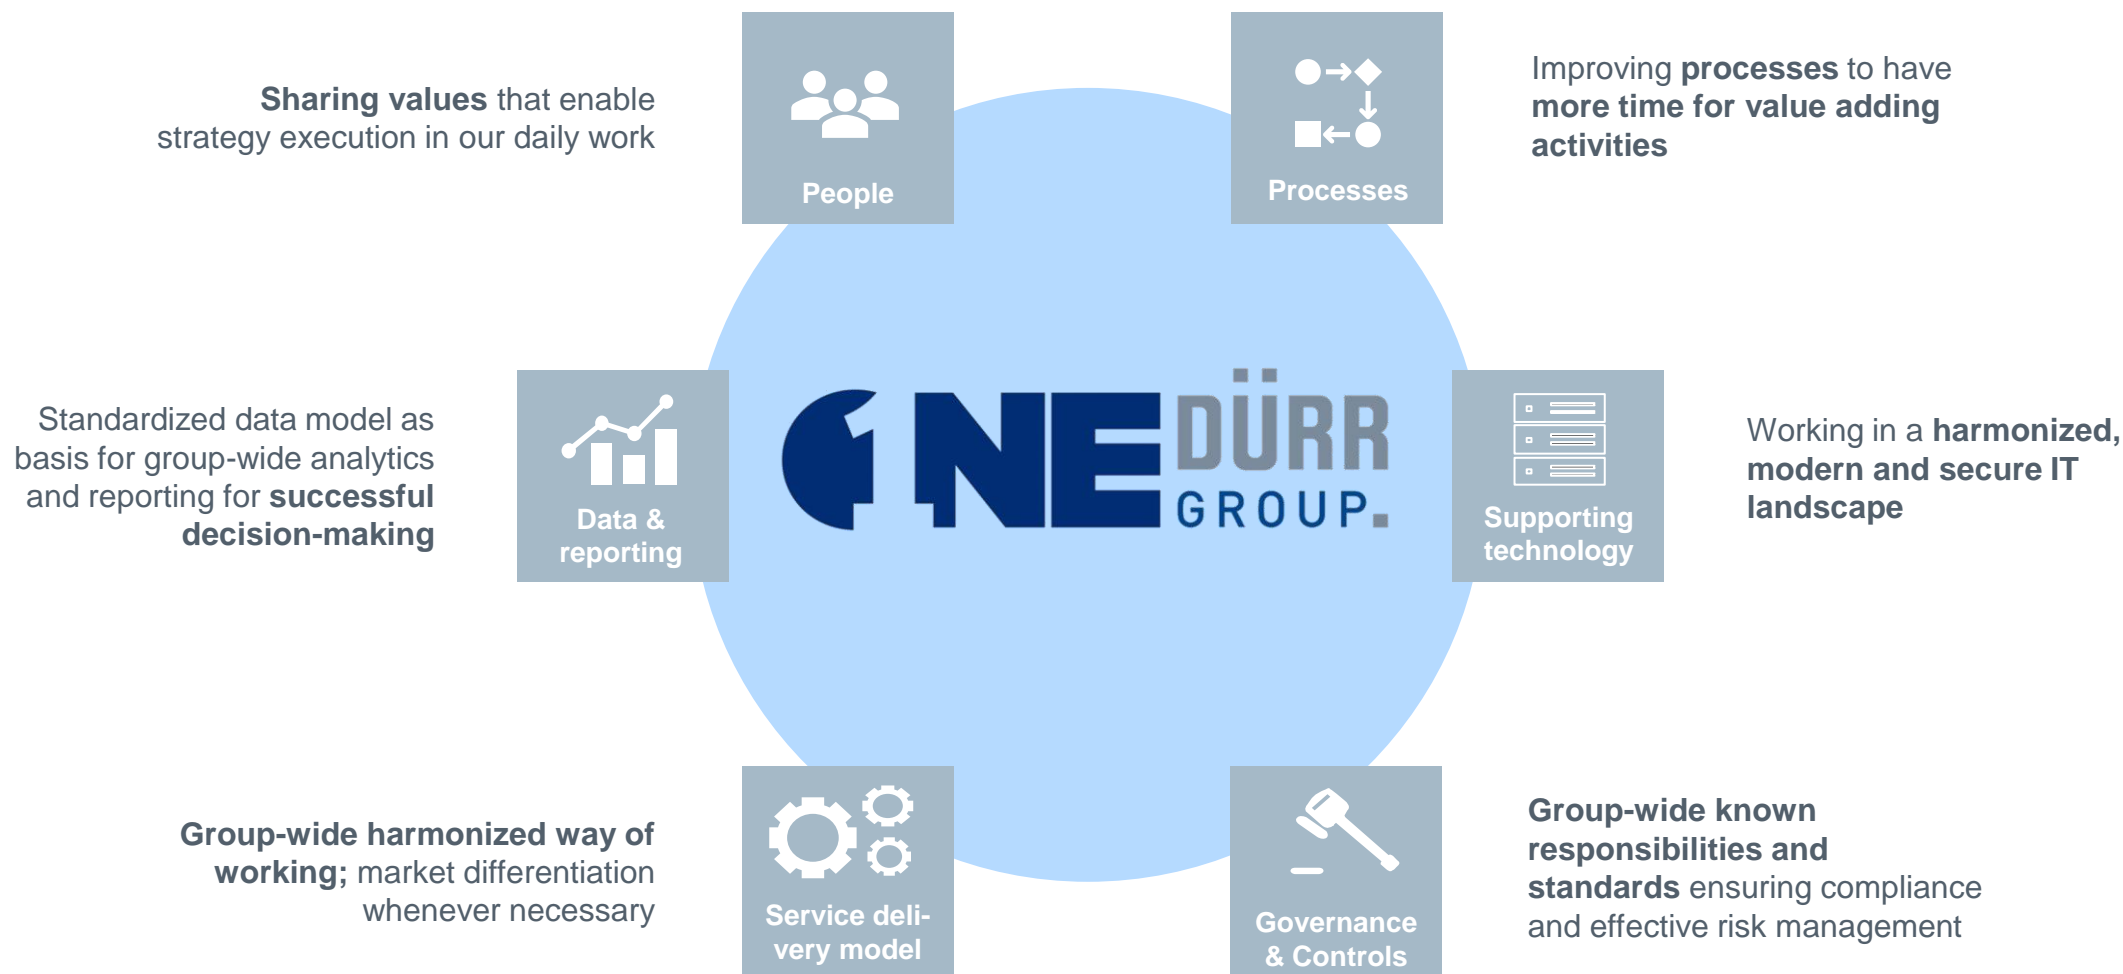 Sharing values that enable
strategy execution in our daily work
People
Processes
Improving processes to have
more time for value adding
activities
Standardized data model as
basis for group-wide analytics
and reporting for successful
decision-making
Data &
reporting
ONE DÜRR
GROUP.
Supporting
technology
Working in a harmonized,
modern and secure IT
landscape
Group-wide harmonized way of
working; market differentiation
whenever necessary
Service deli-
very model
Governance
& Controls
Group-wide known
responsibilities and
standards ensuring compliance
and effective risk management